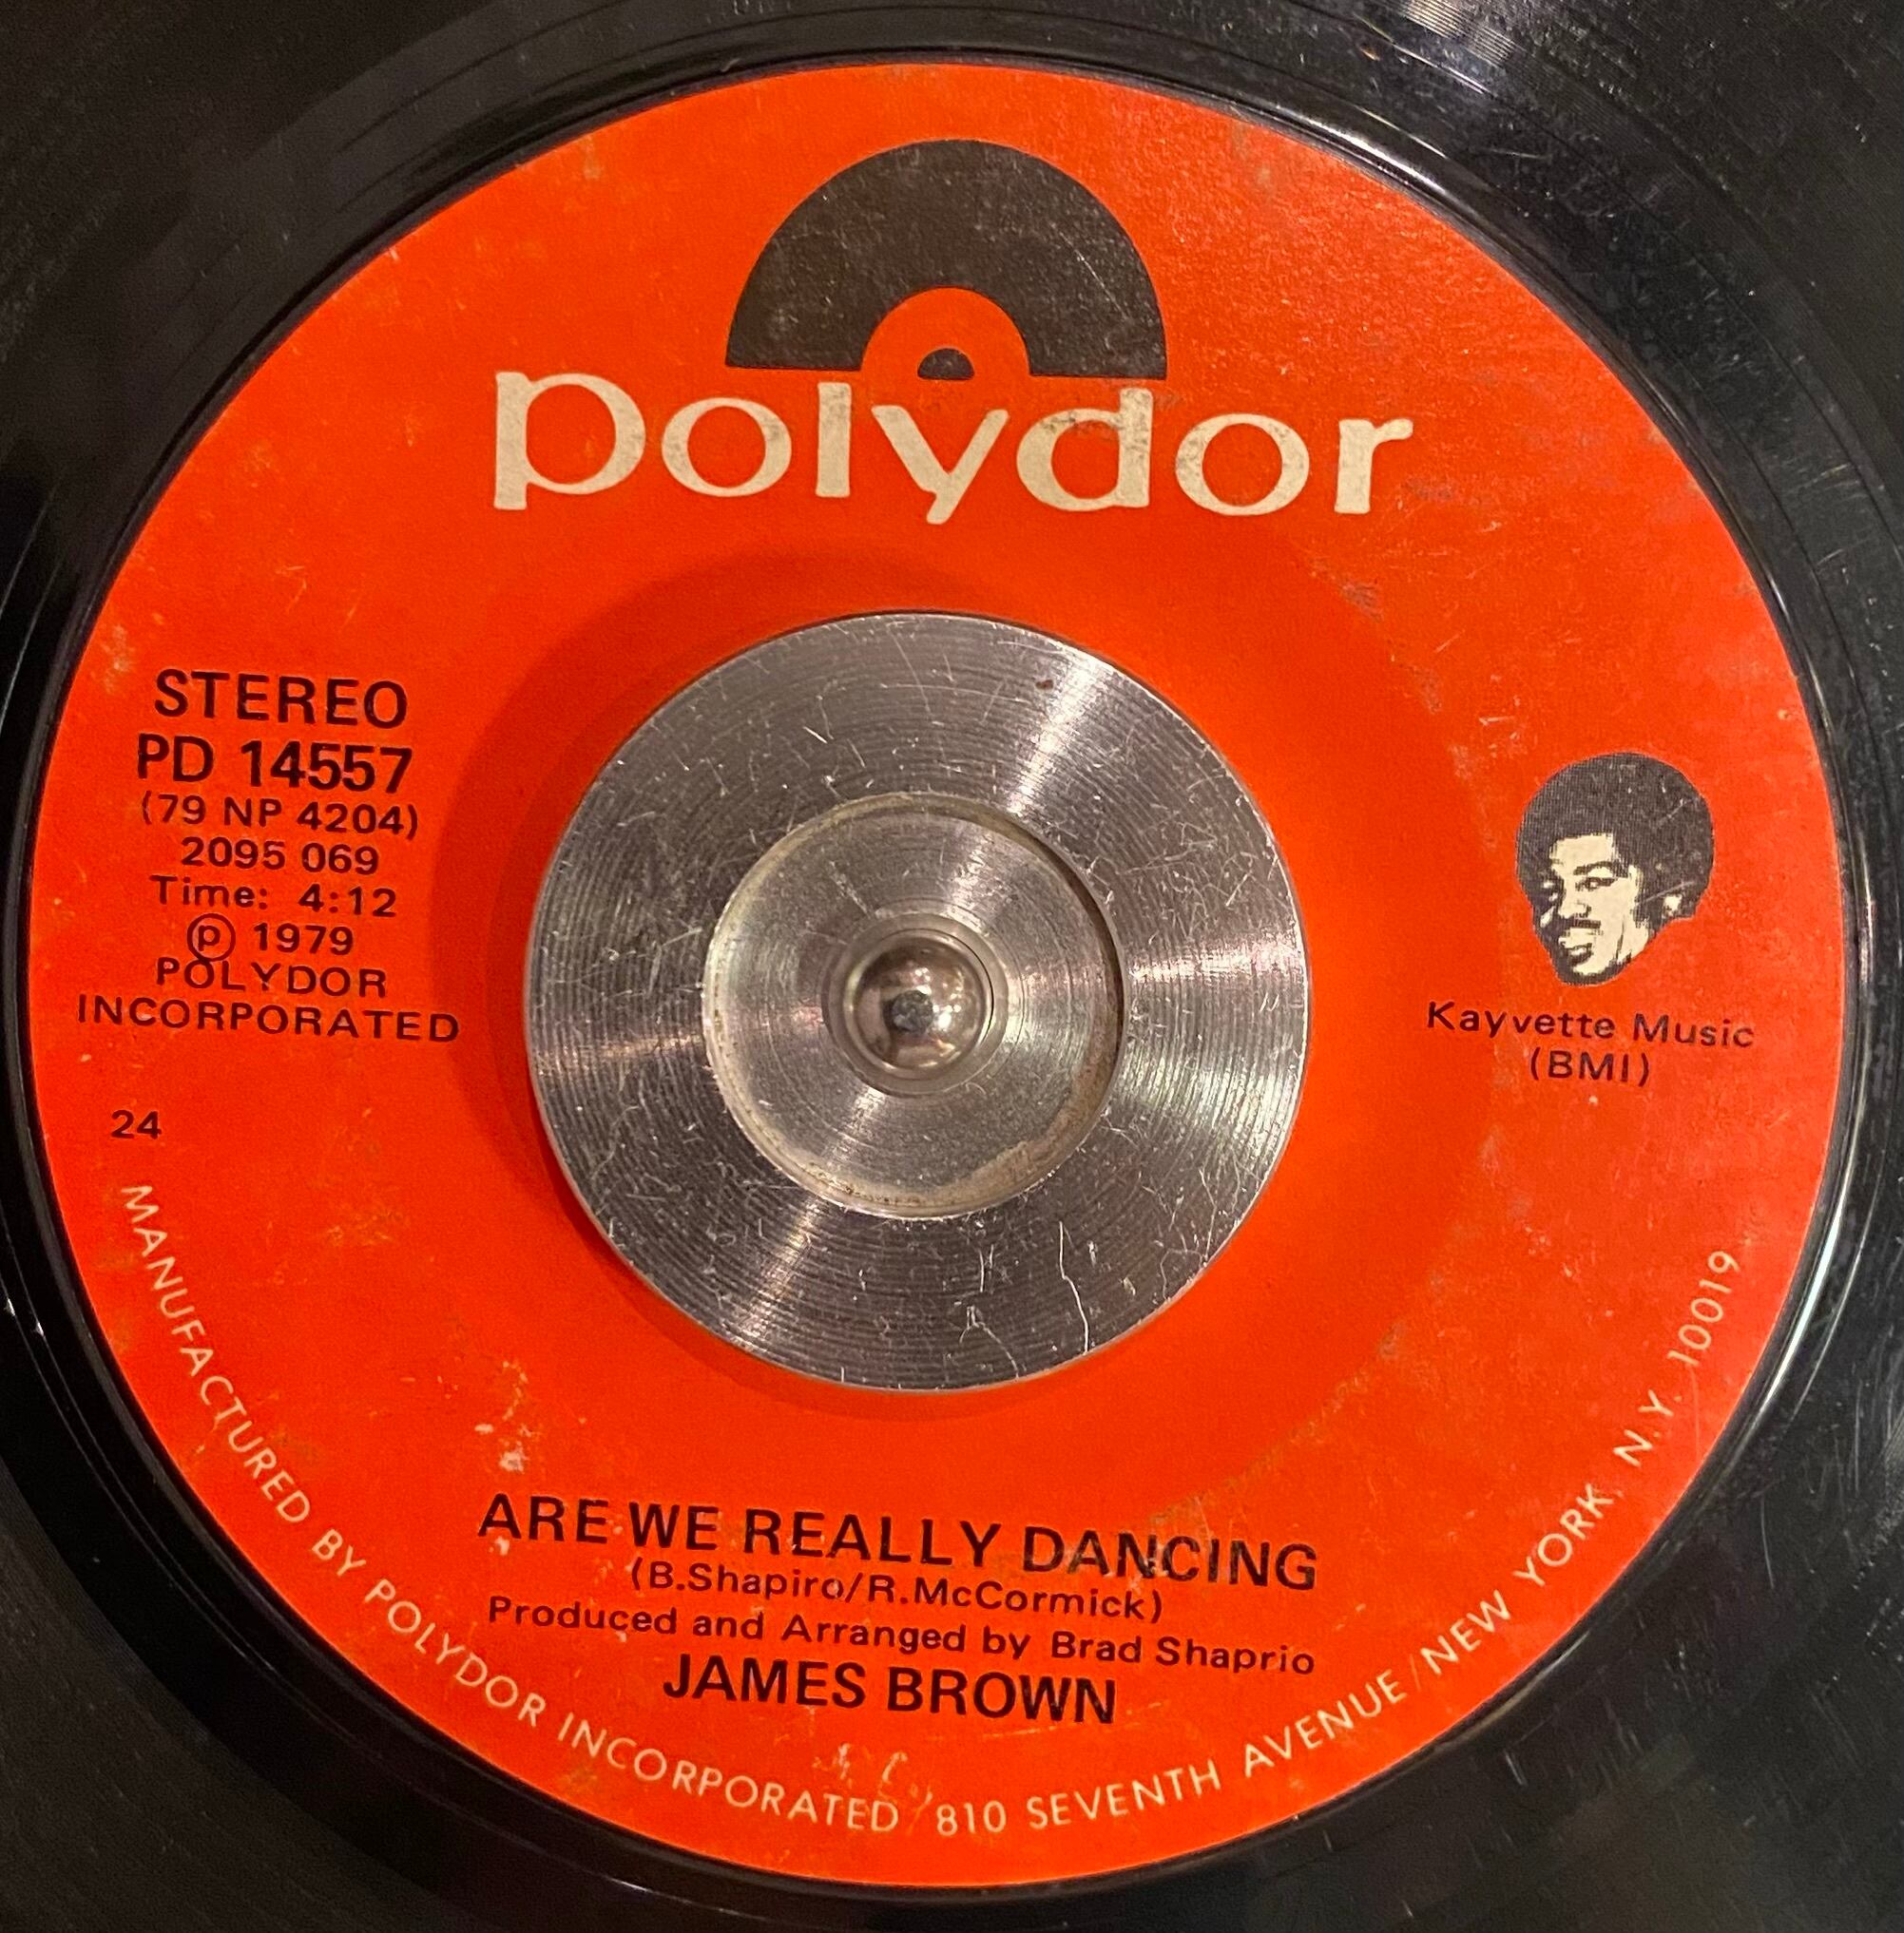 polydor
STEREO
PD 14557
(79 NP 4204)
2095 069
Time: 4:12
Ⓟ 1979
POLYDOR
INCORPORATED
24
Kayvette Music
(BMI)
ARE WE REALLY DANCING
(B.Shapiro/R.McCormick)
Produced and Arranged by Brad Shaprio
JAMES BROWN
MANUFACTURED BY POLYDOR INCORPORATED / 810 SEVENTH AVENUE / NEW YORK, N.Y. 10019